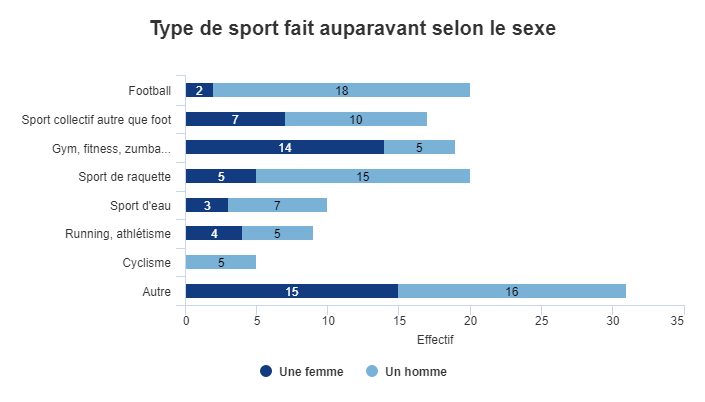 Type de sport fait auparavant selon le sexe
Football 2 18
Sport collectif autre que foot 7 10
Gym, fitness, zumba... 14 5
Sport de raquette 5 15
Sport d'eau 3 7
Running, athlétisme 4 5
Cyclisme 5
Autre 15 16
0 5 10 15 20 25 30 35
Effectif
Une femme Un homme